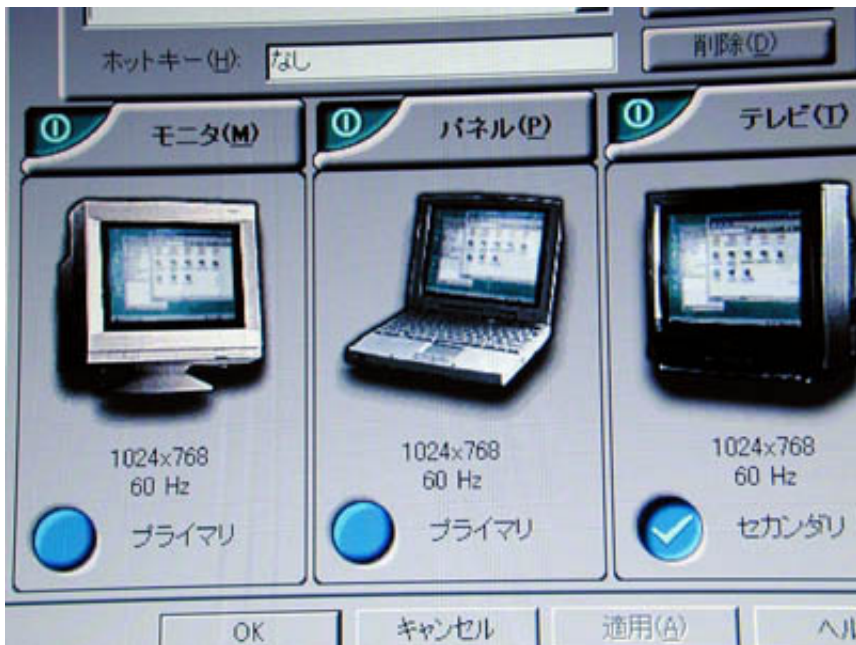 ホットキー(H):
なし
削除(D)
モニタ(M)
パネル(P)
テレビ(T)
1024x768
60 Hz
プライマリ
1024x768
60 Hz
プライマリ
1024x768
60 Hz
セカンダリ
OK
キャンセル
適用(A)
ヘル